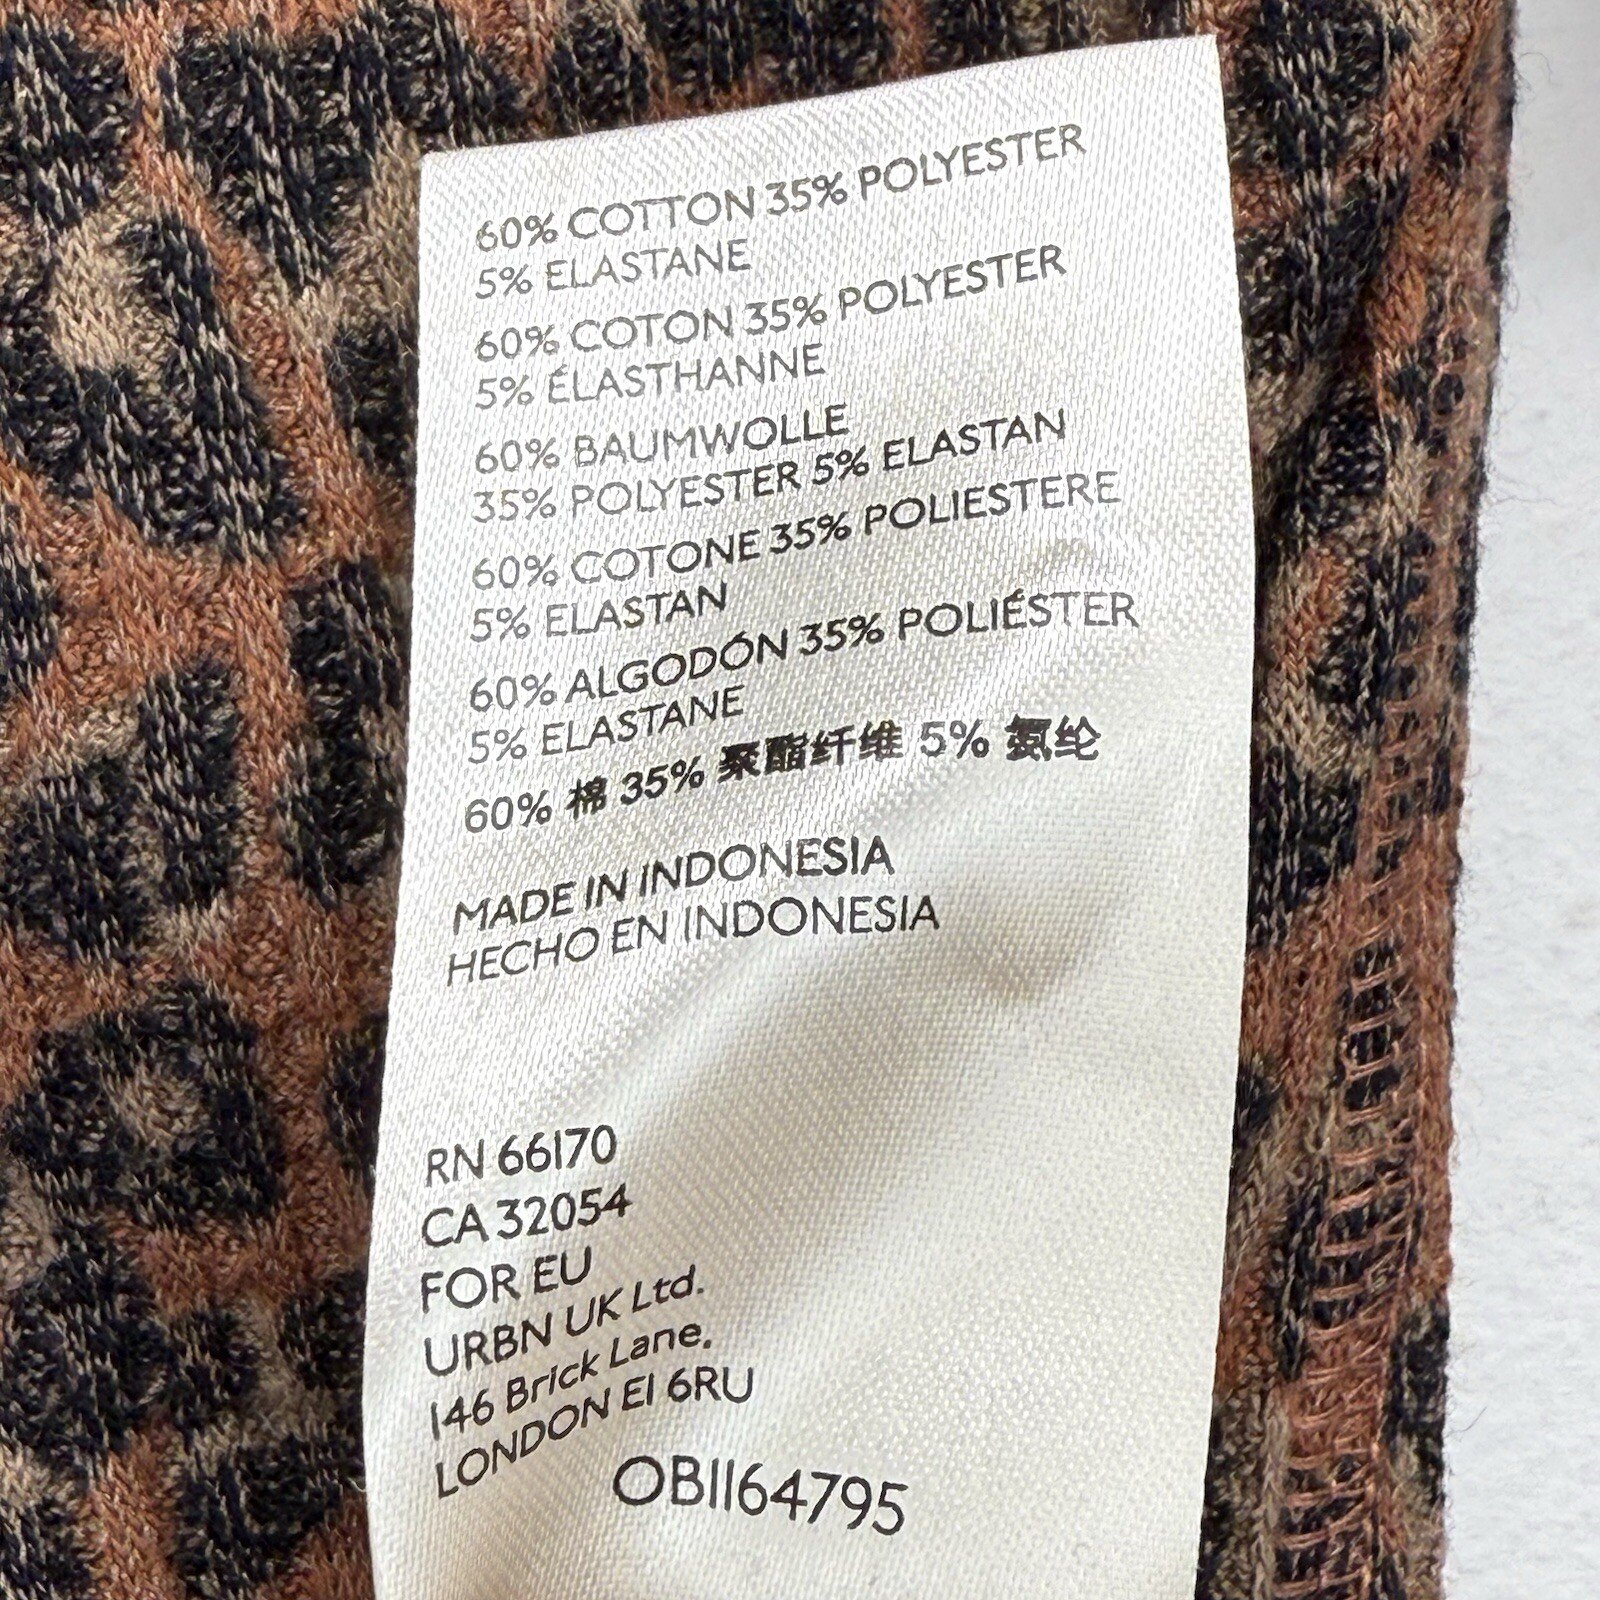 60% COTTON 35% POLYESTER
5% ELASTANE
60% COTON 35% POLYESTER
5% ÉLASTHANNE
60% BAUMWOLLE
35% POLYESTER 5% ELASTAN
60% COTONE 35% POLIESTERE
5% ELASTAN
60% ALGODÓN 35% POLIÉSTER
5% ELASTANE
60% 棉 35% 聚酯纤维 5% 氨纶
MADE IN INDONESIA
HECHO EN INDONESIA
RN 66170
CA 32054
FOR EU
URBN UK Ltd.
146 Brick Lane,
LONDON E1 6RU
OB1164795